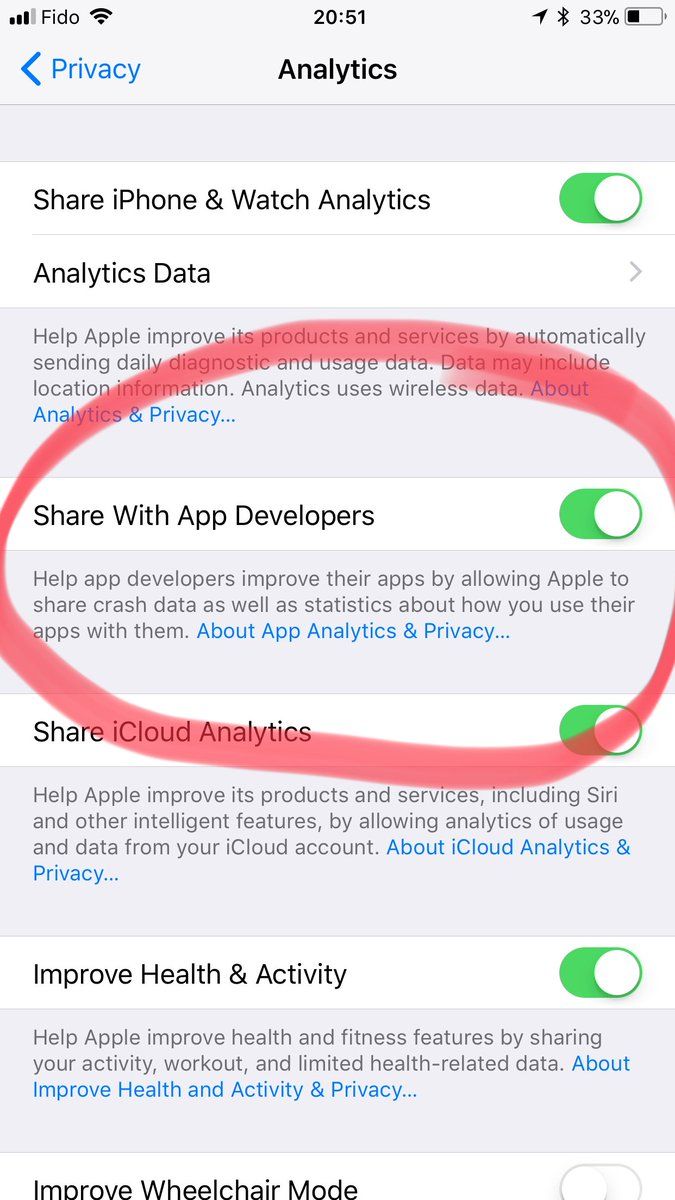 Fido 20:51 33%
Privacy Analytics
Share iPhone & Watch Analytics
Analytics Data
Help Apple improve its products and services by automatically
sending daily diagnostic and usage data. Data may include
location information. Analytics uses wireless data. About
Analytics & Privacy...
Share With App Developers
Help app developers improve their apps by allowing Apple to
share crash data as well as statistics about how you use their
apps with them. About App Analytics & Privacy...
Share iCloud Analytics
Help Apple improve its products and services, including Siri
and other intelligent features, by allowing analytics of usage
and data from your iCloud account. About iCloud Analytics &
Privacy...
Improve Health & Activity
Help Apple improve health and fitness features by sharing
your activity, workout, and limited health-related data. About
Improve Health and Activity & Privacy...
Improve Wheelchair Mode